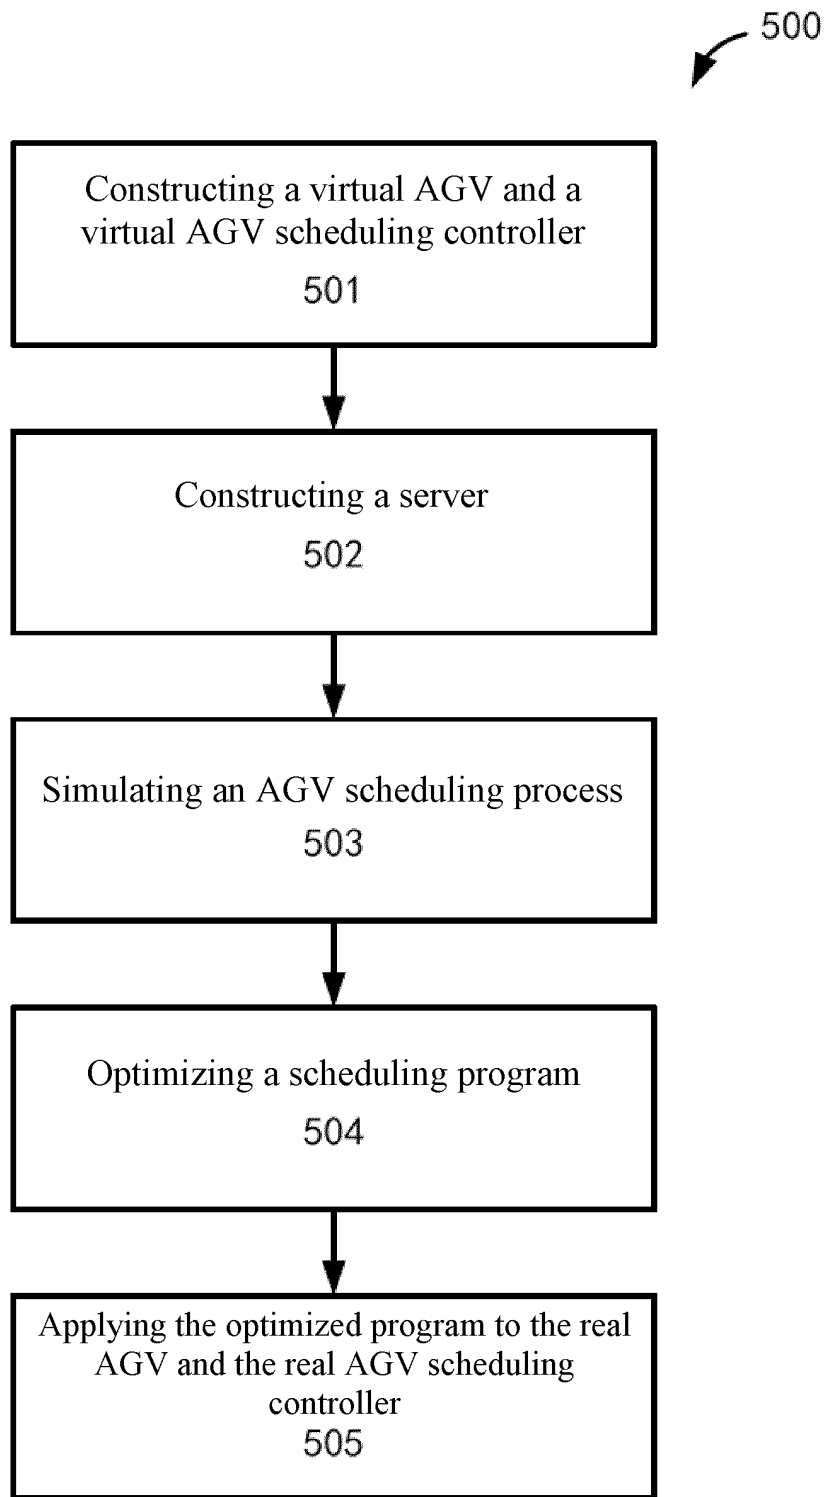 500
Constructing a virtual AGV and a
virtual AGV scheduling controller
501
Constructing a server
502
Simulating an AGV scheduling process
503
Optimizing a scheduling program
504
Applying the optimized program to the real
AGV and the real AGV scheduling
controller
505